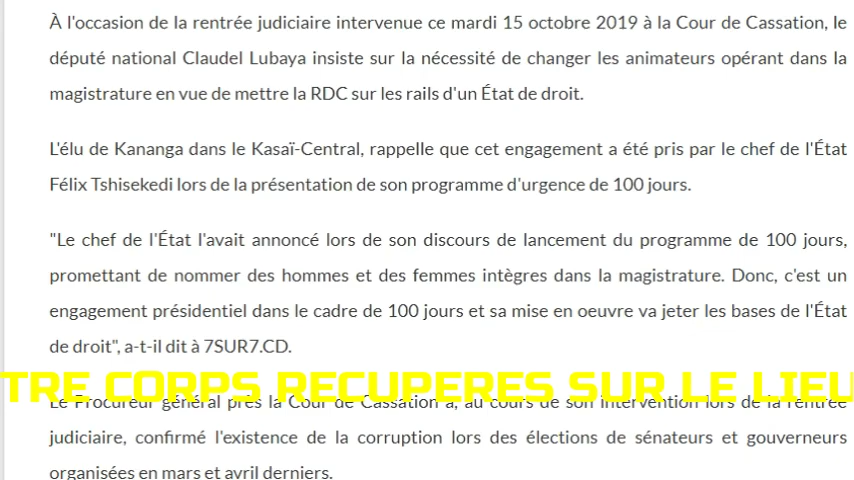 À l'occasion de la rentrée judiciaire intervenue ce mardi 15 octobre 2019 à la Cour de Cassation, le
député national Claudel Lubaya insiste sur la nécessité de changer les animateurs opérant dans la
magistrature en vue de mettre la RDC sur les rails d'un État de droit.
L'élu de Kananga dans le Kasaï-Central, rappelle que cet engagement a été pris par le chef de l'État
Félix Tshisekedi lors de la présentation de son programme d'urgence de 100 jours.
"Le chef de l'État l'avait annoncé lors de son discours de lancement du programme de 100 jours,
promettant de nommer des hommes et des femmes intègres dans la magistrature. Donc, c'est un
engagement présidentiel dans le cadre de 100 jours et sa mise en oeuvre va jeter les bases de l'État
de droit", a-t-il dit à 7SUR7.CD.
TRE CORPS RECUPERES SUR LE LIEU
Le Procureur général près la Cour de Cassation a, au cours de son intervention lors de la rentrée
judiciaire, confirmé l'existence de la corruption lors des élections de sénateurs et gouverneurs
organisées en mars et avril derniers.